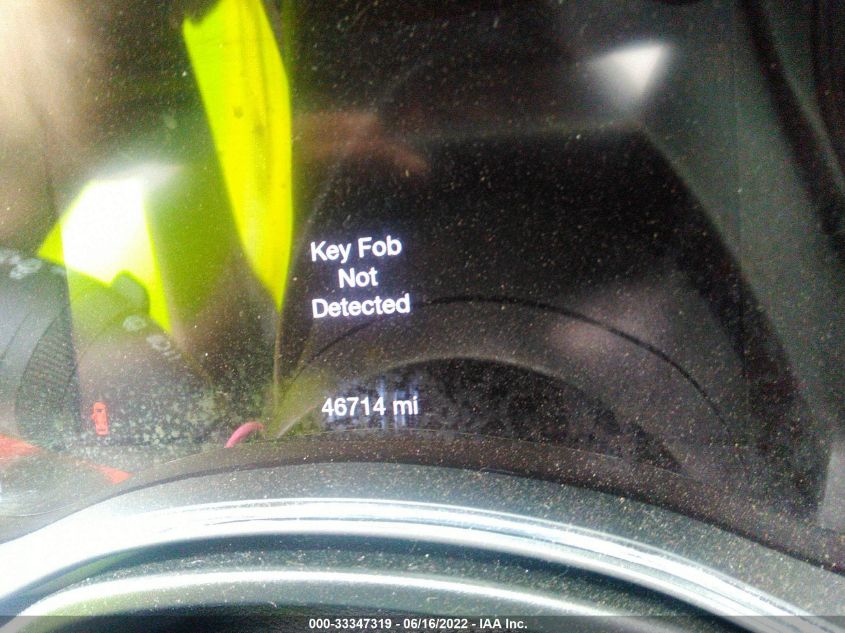 Key Fob
Not
Detected
46714 mi
000-33347319 - 06/16/2022 - IAA Inc.